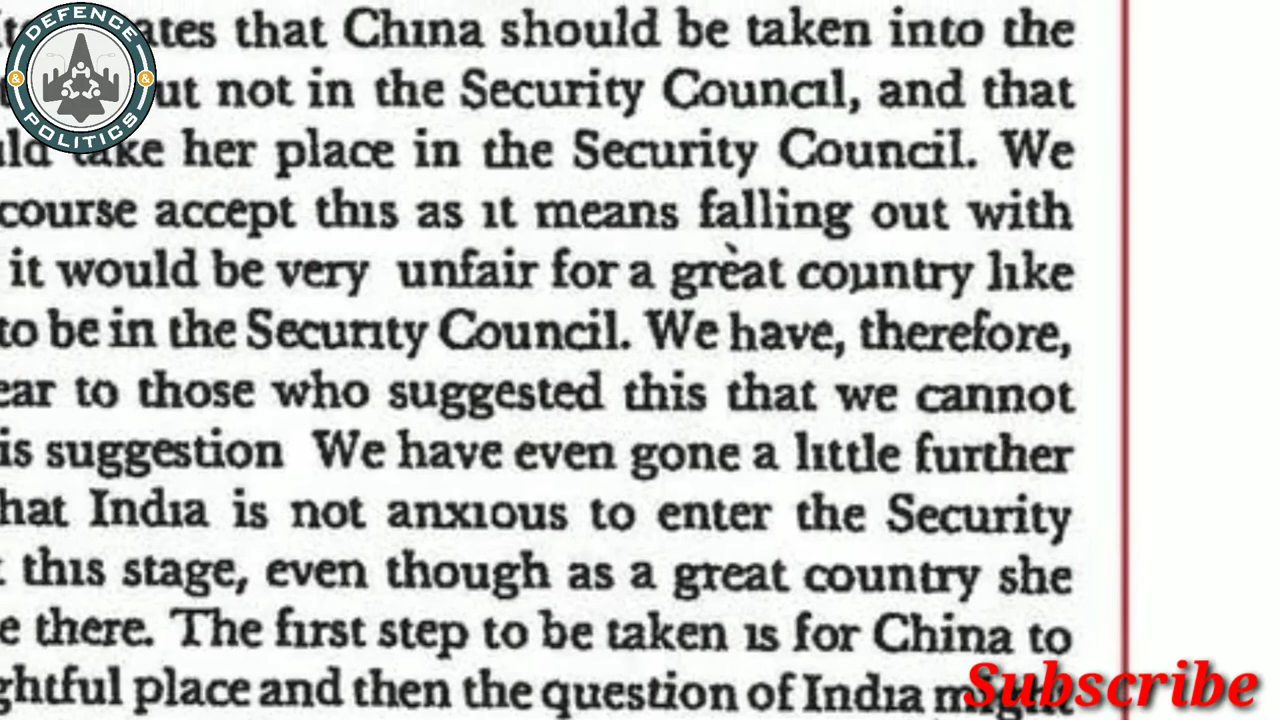 DEFENCE
&
&
POLITICS
ates that China should be taken into the
ut not in the Security Council, and that
take her place in the Security Council. We
course accept this as it means falling out with
it would be very unfair for a great country like
to be in the Security Council. We have, therefore,
ear to those who suggested this that we cannot
is suggestion We have even gone a little further
hat India is not anxious to enter the Security
this stage, even though as a great country she
e there. The first step to be taken is for China to
ghtful place and then the question of India might
Subscribe